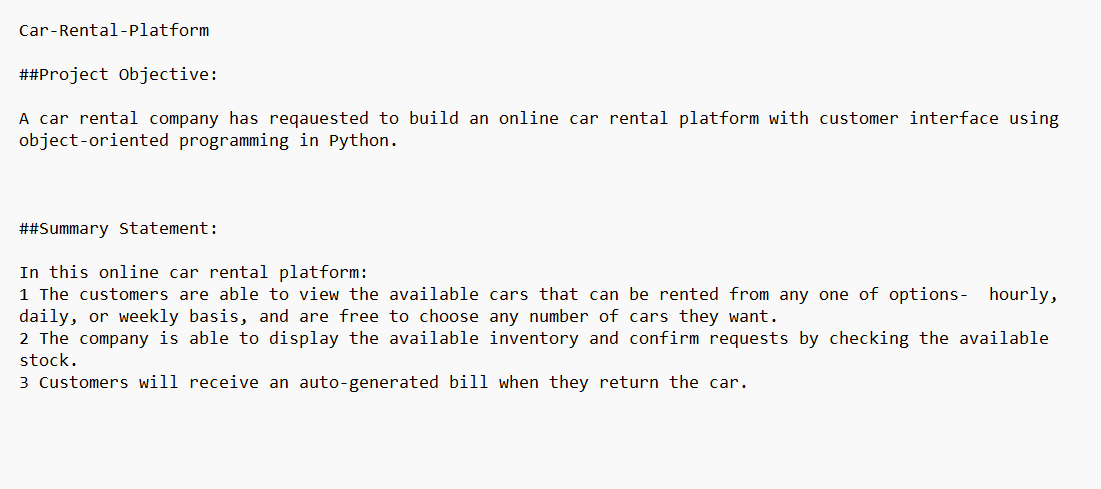 Car-Rental-Platform
##Project Objective:
A car rental company has reqauested to build an online car rental platform with customer interface using
object-oriented programming in Python.
##Summary Statement:
In this online car rental platform:
1 The customers are able to view the available cars that can be rented from any one of options-  hourly,
daily, or weekly basis, and are free to choose any number of cars they want.
2 The company is able to display the available inventory and confirm requests by checking the available
stock.
3 Customers will receive an auto-generated bill when they return the car.